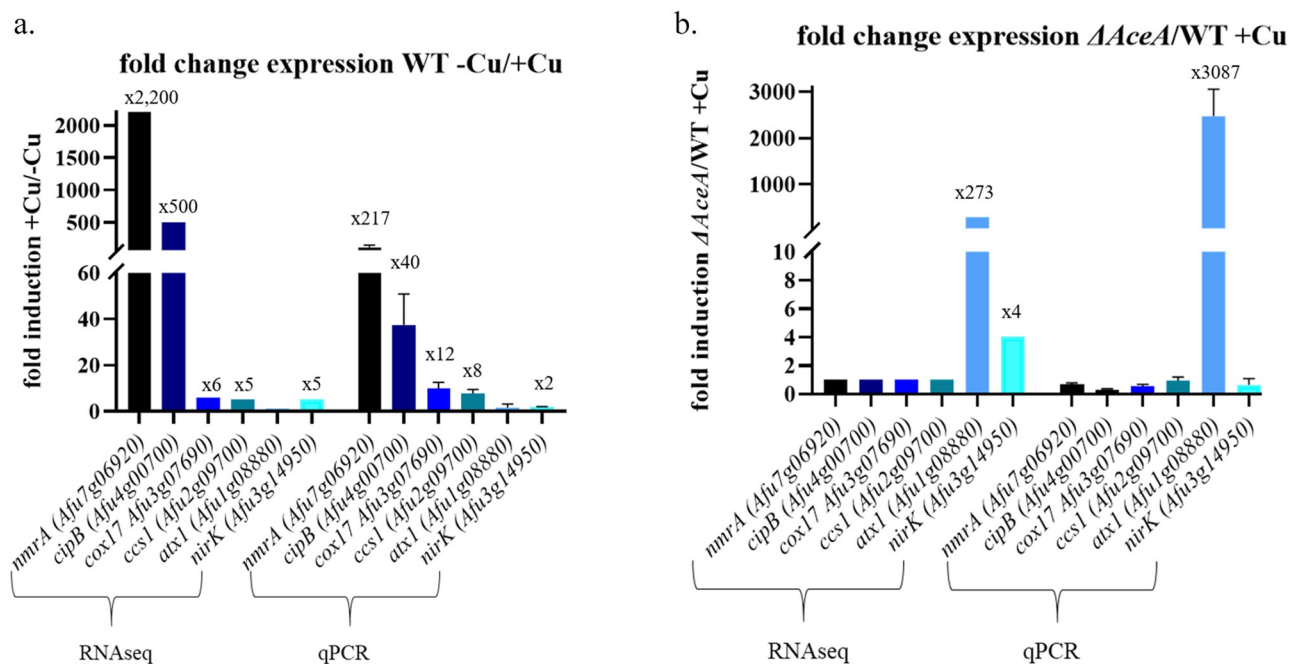 a.
fold change expression WT -Cu/+Cu
fold induction +Cu/-Cu
2000
1500
1000
500
60
40
20
0
x2,200
x500
x6
x5
x5
x217
x40
x12
x8
x2
nmrA (Afu7g06920)
cipB (Afu4g00700)
cox17 Afu3g07690)
ccs1 (Afu2g09700)
atx1 (Afu1g08880)
nirK (Afu3g14950)
nmrA (Afu7g06920)
cipB (Afu4g00700)
cox17 Afu3g07690)
ccs1 (Afu2g09700)
atx1 (Afu1g08880)
nirK (Afu3g14950)
RNAseq
qPCR
b.
fold change expression ΔAceA/WT +Cu
fold induction ΔAceA/WT +Cu
3000
2000
1000
10
8
6
4
2
0
x273
x4
x3087
nmrA (Afu7g06920)
cipB (Afu4g00700)
cox17 Afu3g07690)
ccs1 (Afu2g09700)
atx1 (Afu1g08880)
nirK (Afu3g14950)
nmrA (Afu7g06920)
cipB (Afu4g00700)
cox17 Afu3g07690)
ccs1 (Afu2g09700)
atx1 (Afu1g08880)
nirK (Afu3g14950)
RNAseq
qPCR